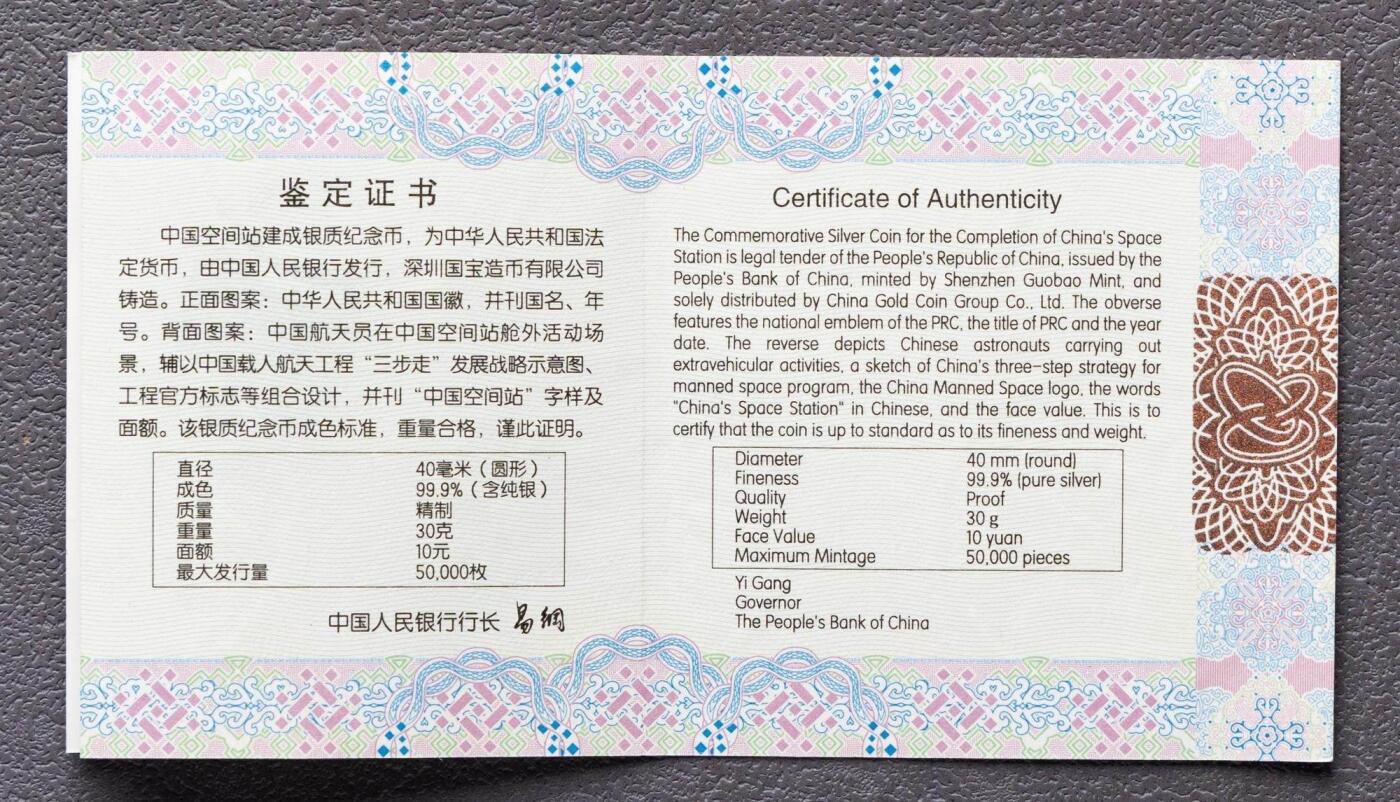 鉴定证书
中国空间站建成银质纪念币，为中华人民共和国法
定货币，由中国人民银行发行，深圳国宝造币有限公司
铸造。正面图案：中华人民共和国国徽，并刊国名、年
号。背面图案：中国航天员在中国空间站舱外活动场
景，辅以中国载人航天工程“三步走”发展战略示意图、
工程官方标志等组合设计，并刊“中国空间站”字样及
面额。该银质纪念币成色标准，重量合格，谨此证明。
直径 40毫米（圆形）
成色 99.9%（含纯银）
质量 精制
重量 30克
面额 10元
最大发行量 50,000枚
中国人民银行行长 易纲
Certificate of Authenticity
The Commemorative Silver Coin for the Completion of China's Space
Station is legal tender of the People's Republic of China, issued by the
People's Bank of China, minted by Shenzhen Guobao Mint, and
solely distributed by China Gold Coin Group Co., Ltd. The obverse
features the national emblem of the PRC, the title of PRC and the year
date. The reverse depicts Chinese astronauts carrying out
extravehicular activities, a sketch of China's three-step strategy for
manned space program, the China Manned Space logo, the words
"China's Space Station" in Chinese, and the face value. This is to
certify that the coin is up to standard as to its fineness and weight.
Diameter 40 mm (round)
Fineness 99.9% (pure silver)
Quality Proof
Weight 30 g
Face Value 10 yuan
Maximum Mintage 50,000 pieces
Yi Gang
Governor
The People's Bank of China